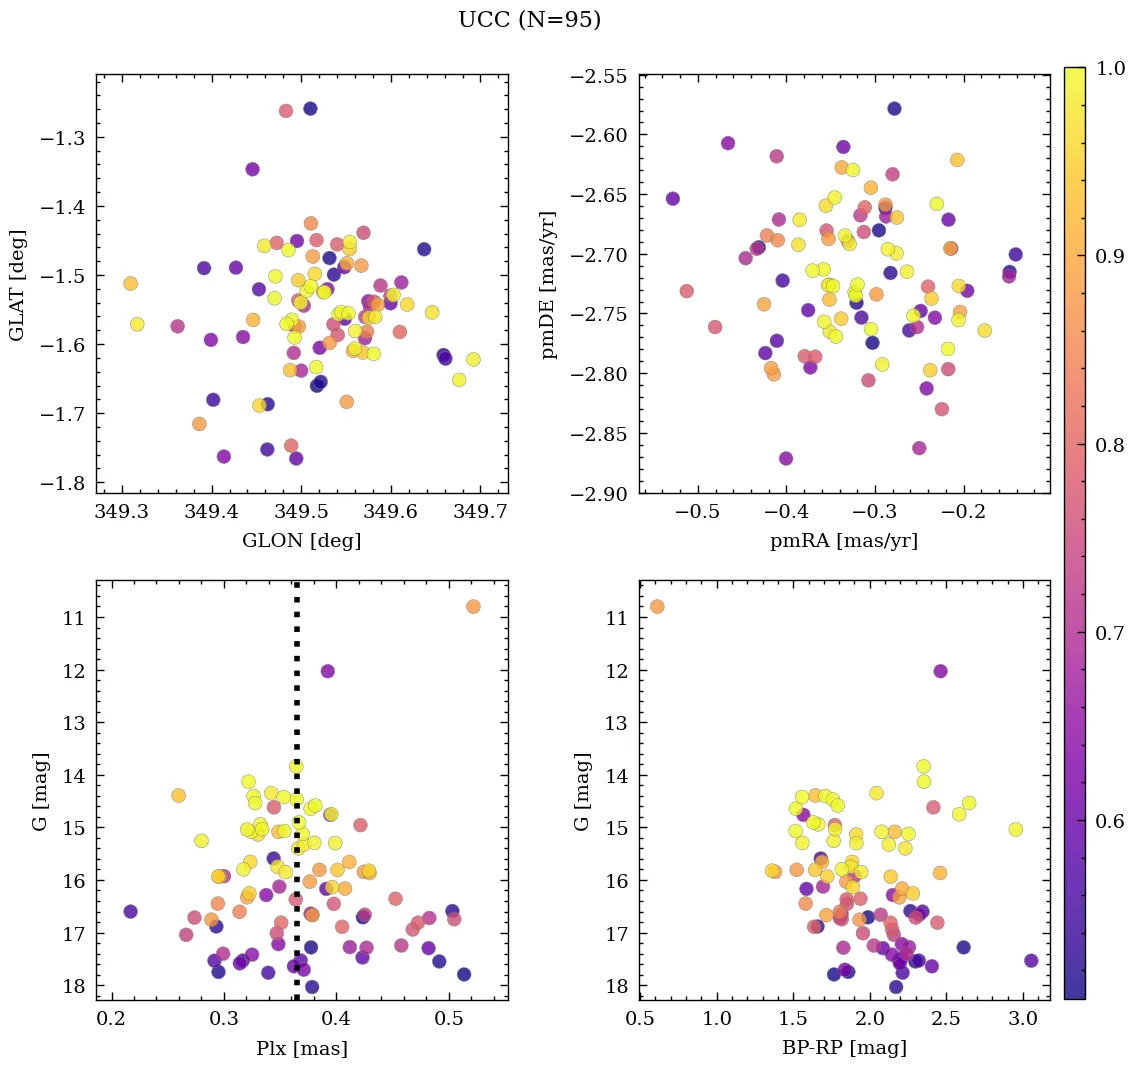 UCC (N=95)
−1.3
−1.4
−1.5
−1.6
−1.7
−1.8
GLAT [deg]
349.3 349.4 349.5 349.6 349.7
GLON [deg]
−2.55
−2.60
−2.65
−2.70
−2.75
−2.80
−2.85
−2.90
pmDE [mas/yr]
−0.5 −0.4 −0.3 −0.2
pmRA [mas/yr]
1.0
0.9
0.8
0.7
0.6
11
12
13
14
15
16
17
18
G [mag]
0.2 0.3 0.4 0.5
Plx [mas]
11
12
13
14
15
16
17
18
G [mag]
0.5 1.0 1.5 2.0 2.5 3.0
BP-RP [mag]